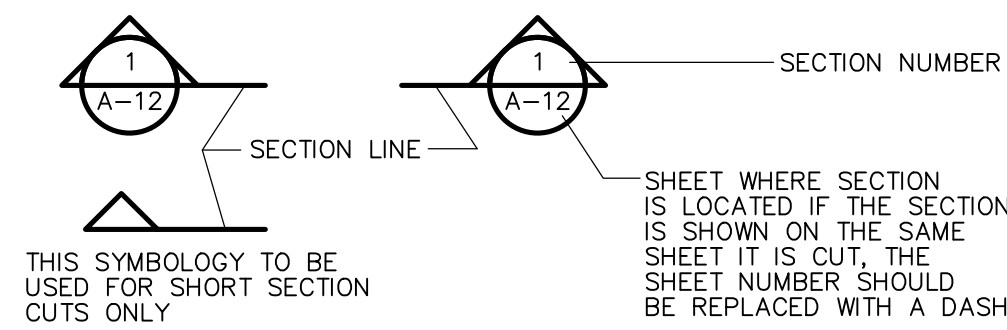 1
A-12
1
A-12
SECTION NUMBER
SECTION LINE
SHEET WHERE SECTION
IS LOCATED IF THE SECTION
IS SHOWN ON THE SAME
SHEET IT IS CUT, THE
SHEET NUMBER SHOULD
BE REPLACED WITH A DASH
THIS SYMBOLOGY TO BE
USED FOR SHORT SECTION
CUTS ONLY